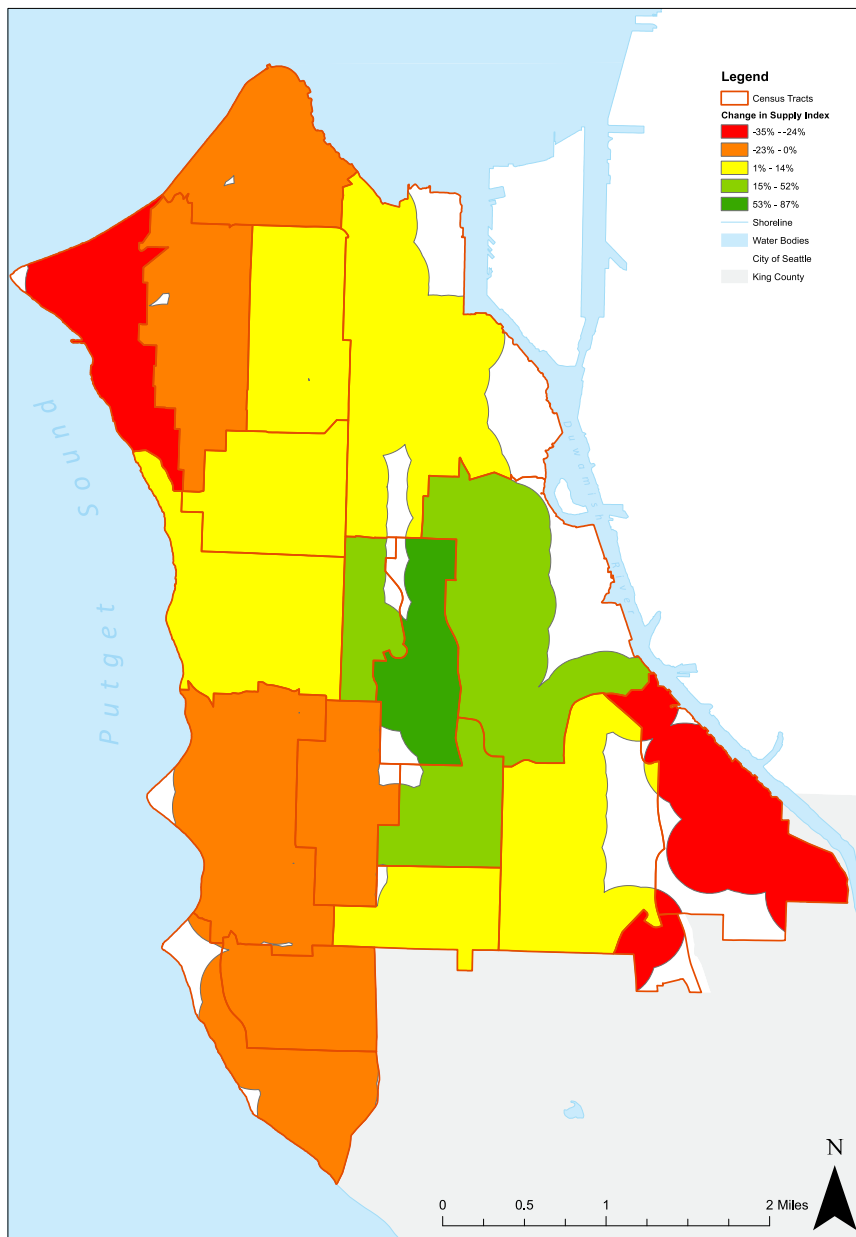 Legend
Census Tracts
Change in Supply Index
-35% - -24%
-23% - 0%
1% - 14%
15% - 52%
53% - 87%
Shoreline
Water Bodies
City of Seattle
King County
Putget Sound
Duwamish River
N
0 0.5 1 2 Miles